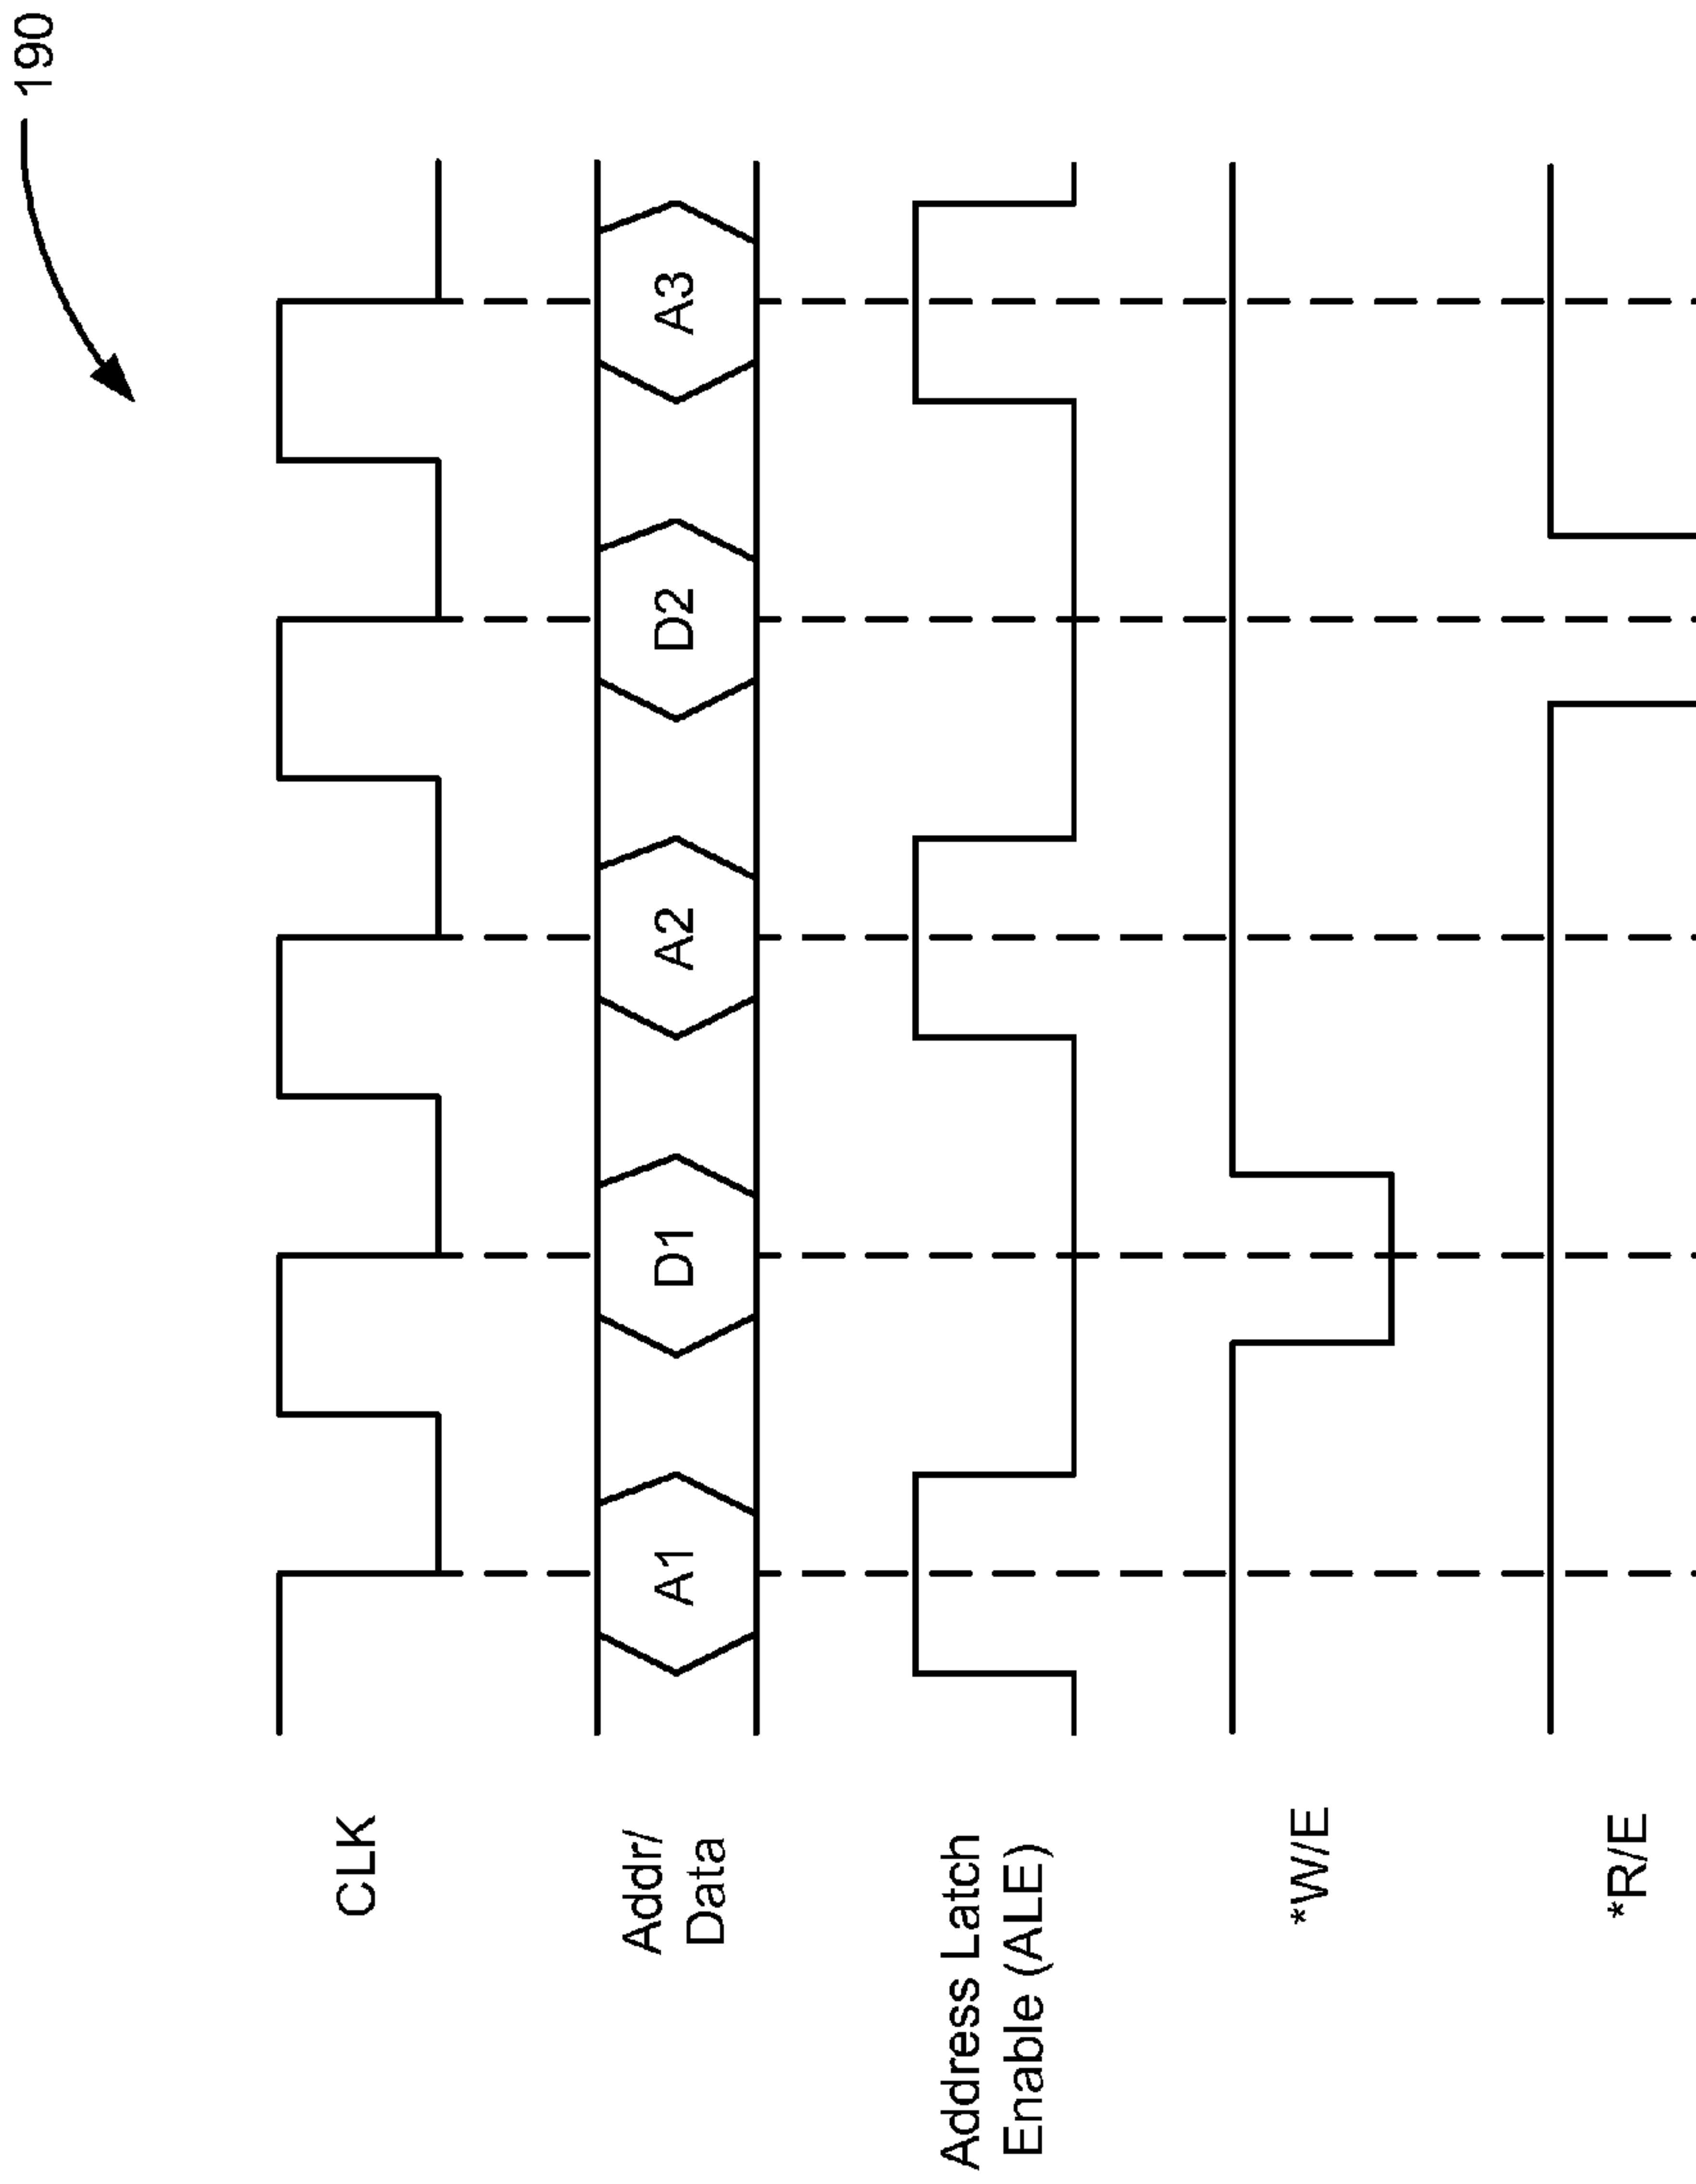 190
CLK
Addr/
Data
A1
D1
A2
D2
A3
Address Latch
Enable (ALE)
*W/E
*R/E